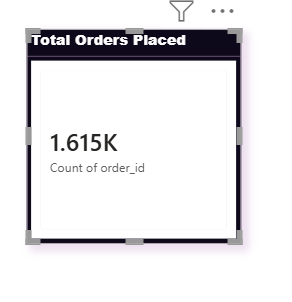 Total Orders Placed
1.615K
Count of order_id